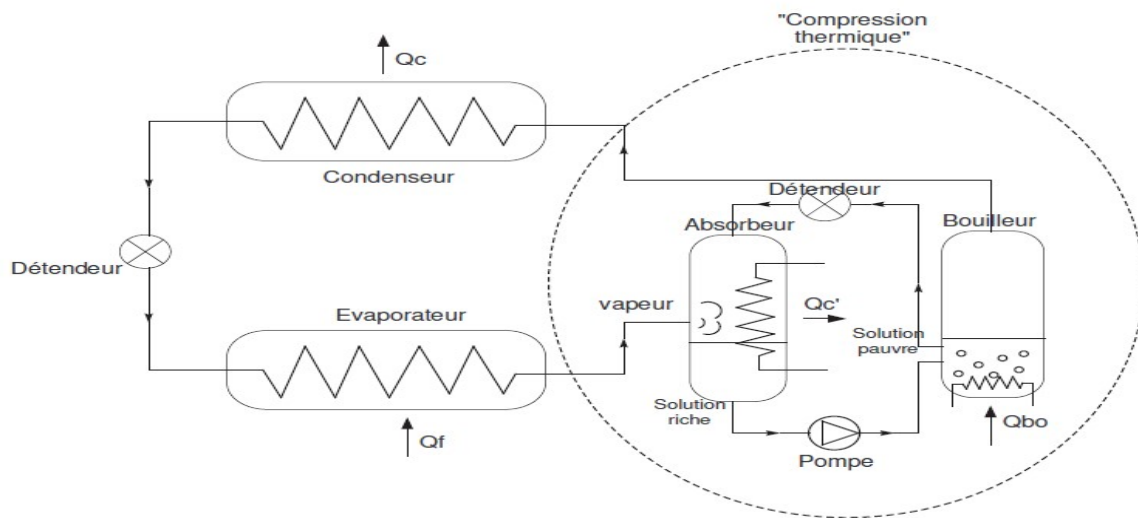 "Compression
thermique"
Qc
Condenseur
Détendeur
Absorbeur
Bouilleur
Détendeur
Evaporateur
vapeur
Qc'
Solution
pauvre
Solution
riche
Qf
Qbo
Pompe